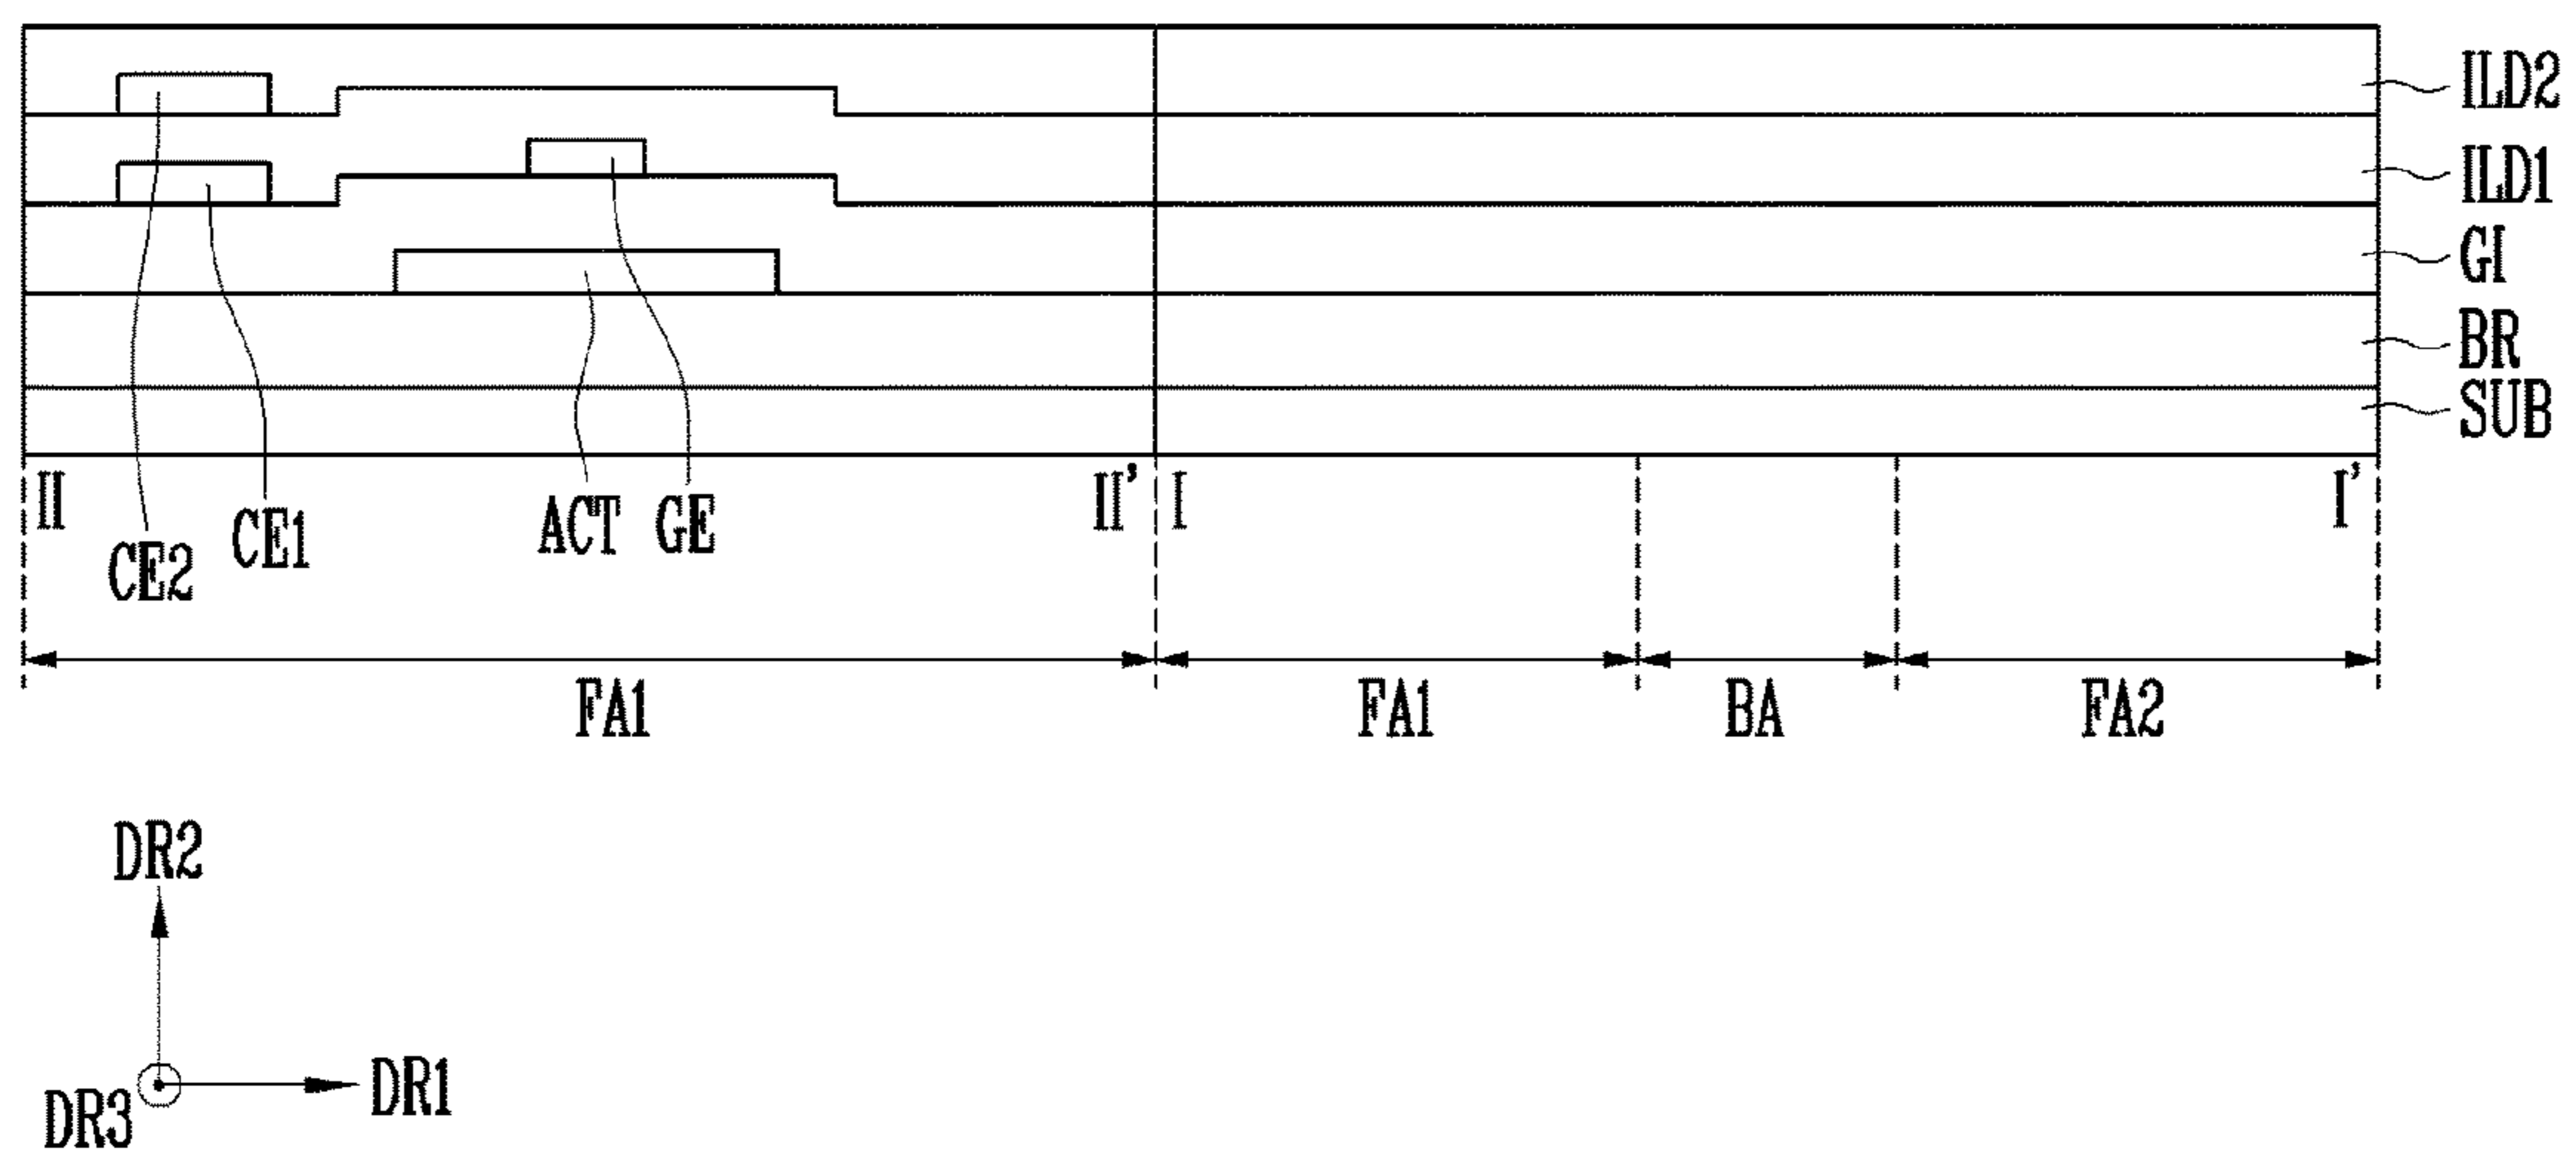 ILD2
ILD1
GI
BR
SUB
II II' I I'
CE2 CE1 ACT GE
FA1 FA1 BA FA2
DR2
DR3 DR1